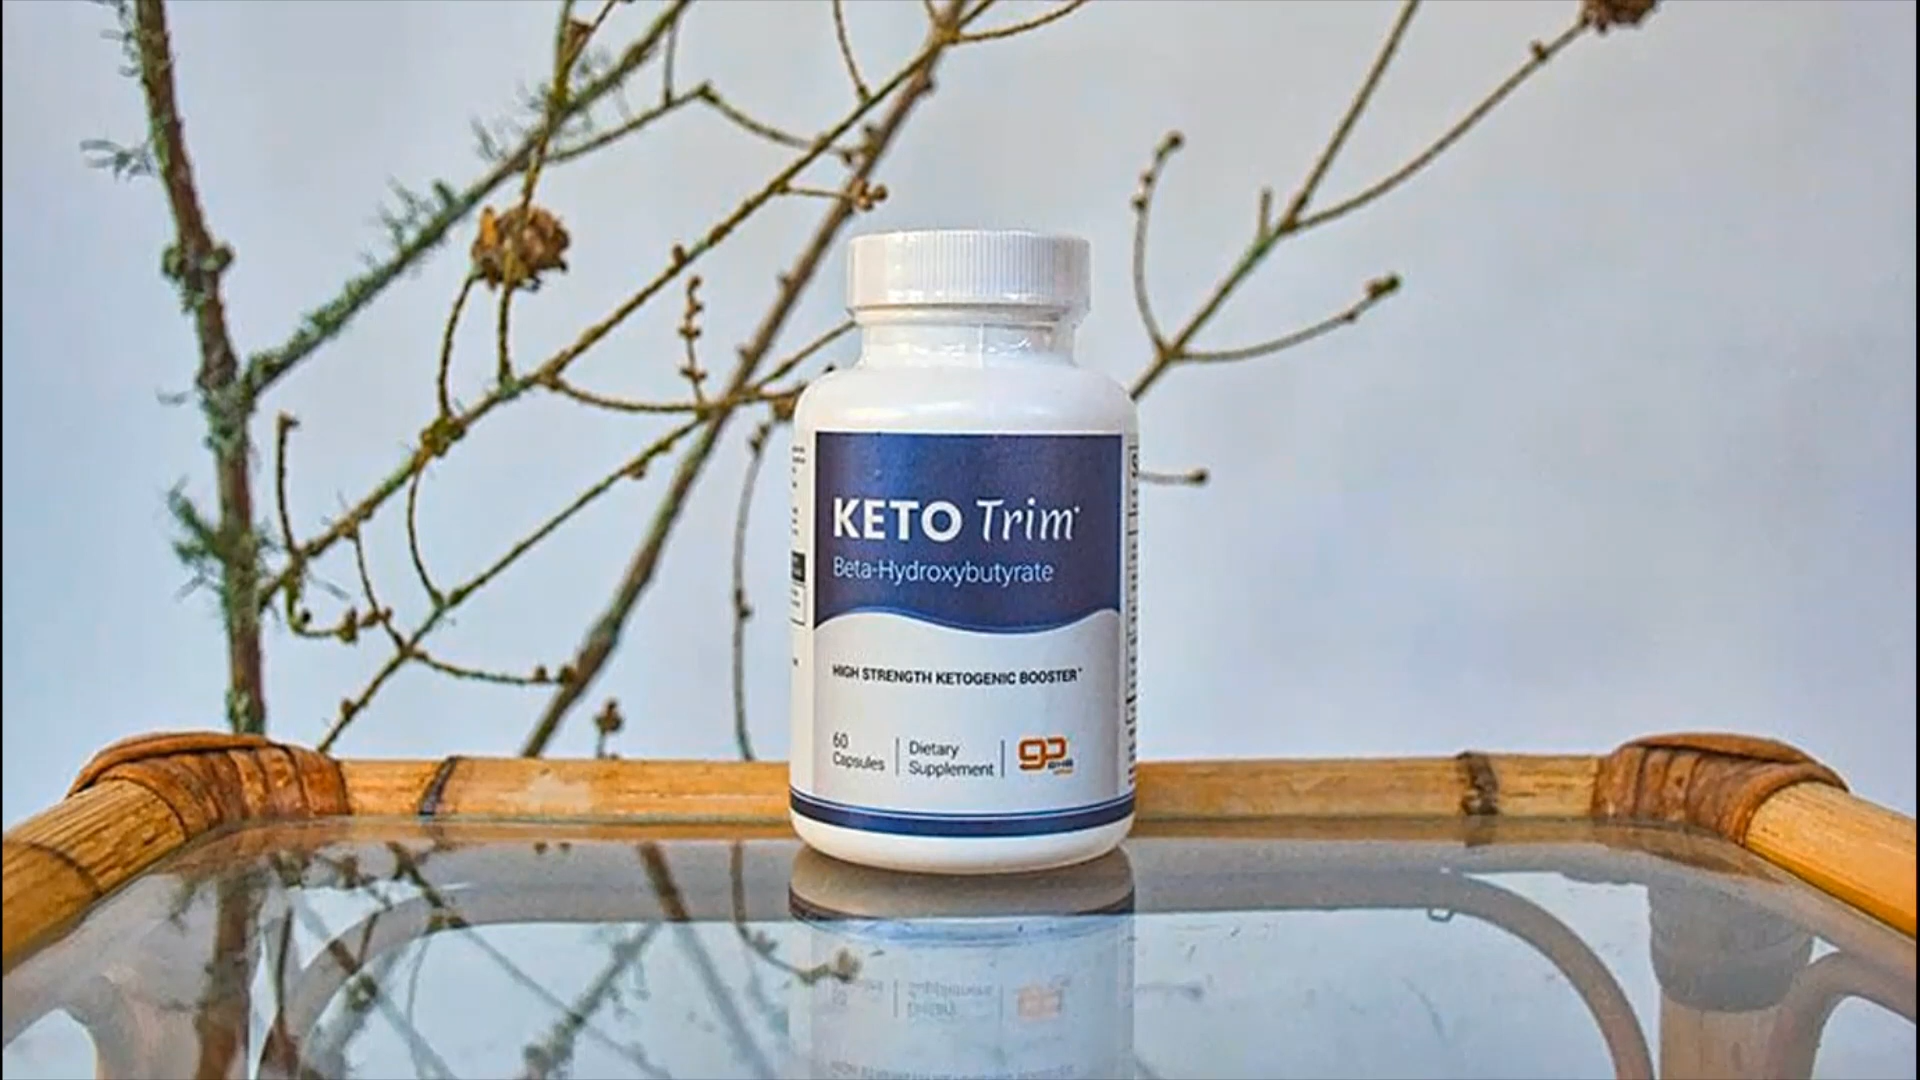 KETO Trim
Beta-Hydroxybutyrate
HIGH STRENGTH KETOGENIC BOOSTER*
60 Capsules
Dietary Supplement